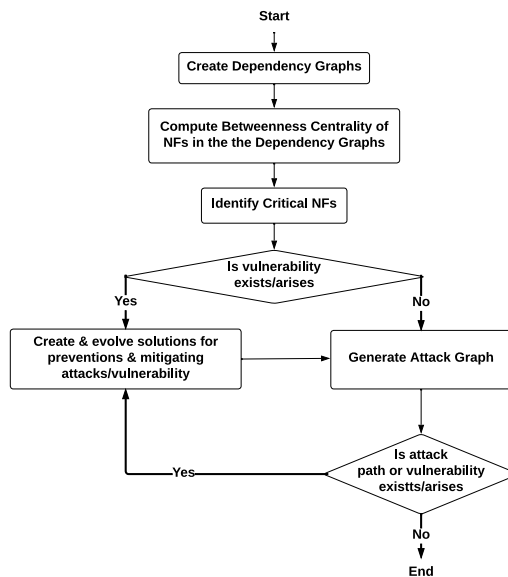 Start
Create Dependency Graphs
Compute Betweenness Centrality of
NFs in the the Dependency Graphs
Identify Critical NFs
Is vulnerability
exists/arises
Yes
No
Create & evolve solutions for
preventions & mitigating
attacks/vulnerability
Generate Attack Graph
Is attack
path or vulnerability
existts/arises
Yes
No
End